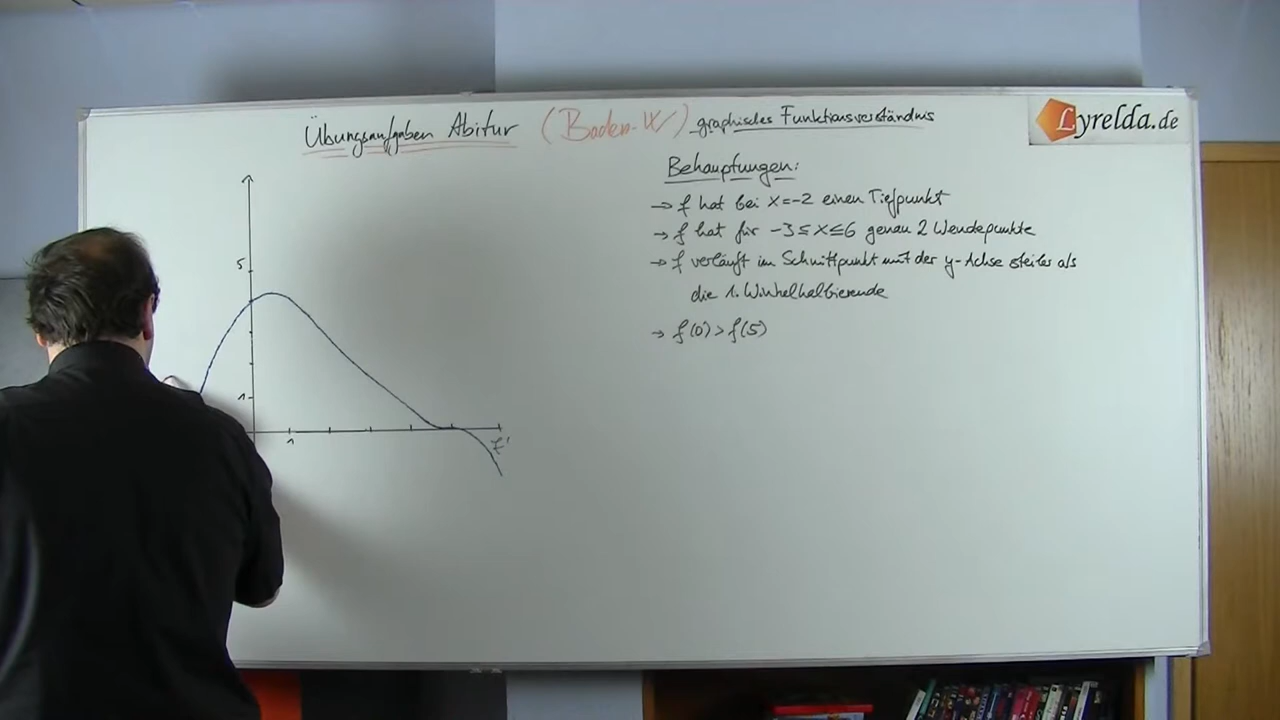 Übungsaufgaben Abitur (Baden-W) graphisches Funktionsverständnis
Lyrelda.de
Behauptungen:
→ f hat bei x=-2 einen Tiefpunkt
→ f hat für -3≤x≤6 genau 2 Wendepunkte
→ f verläuft im Schnittpunkt mit der y-Achse steiler als
die 1. Winkelhalbierende
→ f(0)>f(5)
5
1
1
f'